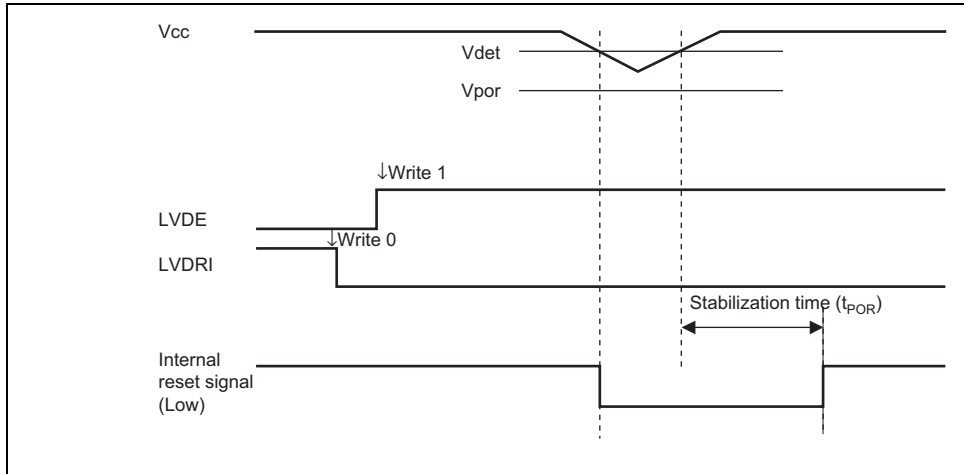 Vcc
Vdet
Vpor
↓Write 1
LVDE
↓Write 0
LVDRI
Stabilization time (tPOR)
Internal
reset signal
(Low)